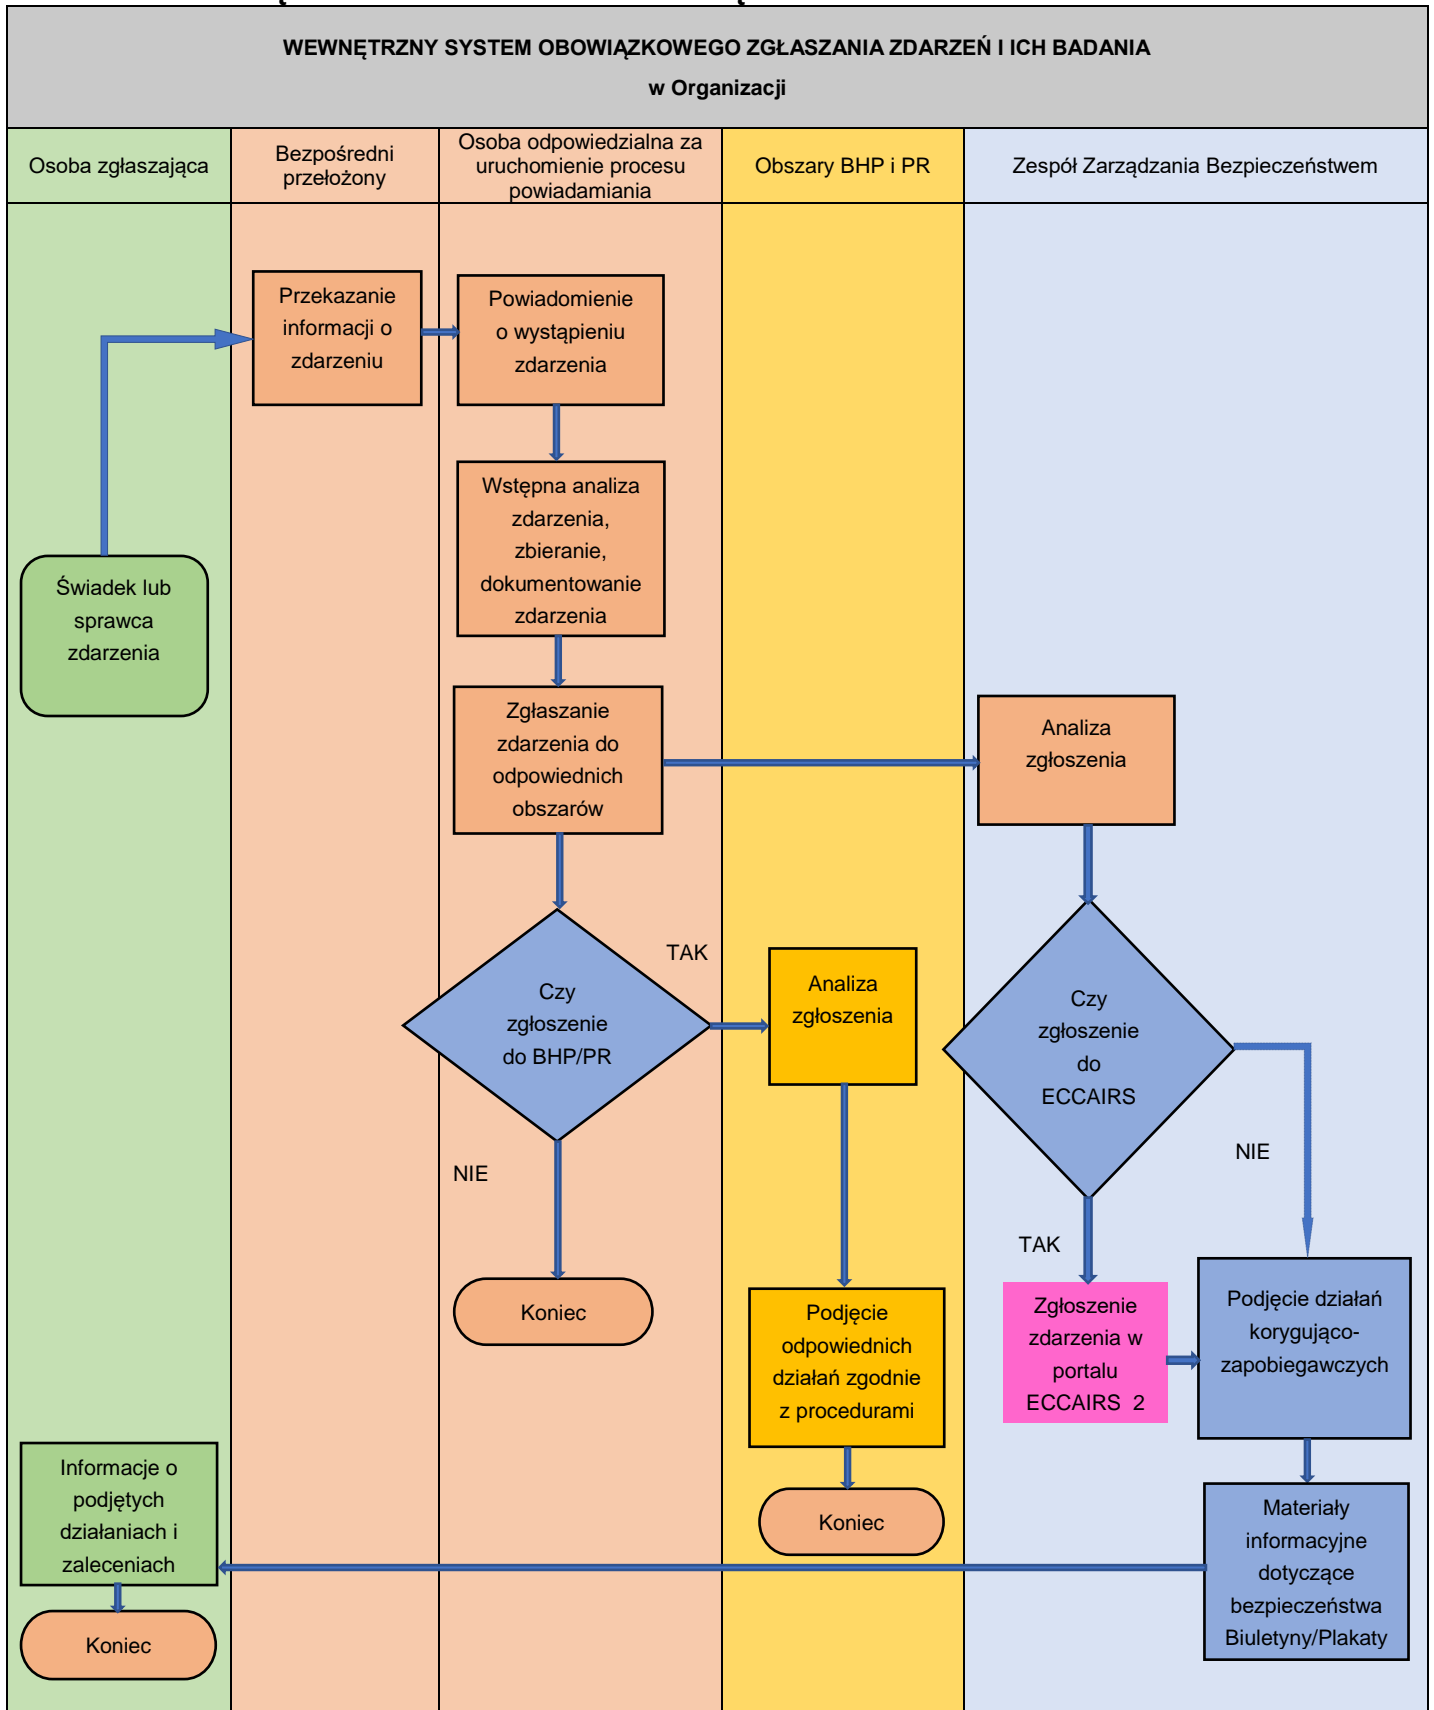 WEWNĘTRZNY SYSTEM OBOWIĄZKOWEGO ZGŁASZANIA ZDARZEŃ I ICH BADANIA
w Organizacji
Osoba zgłaszająca
Bezpośredni
przełożony
Osoba odpowiedzialna za
uruchomienie procesu
powiadamiania
Obszary BHP i PR
Zespół Zarządzania Bezpieczeństwem
Przekazanie
informacji o
zdarzeniu
Powiadomienie
o wystąpieniu
zdarzenia
Wstępna analiza
zdarzenia,
zbieranie,
dokumentowanie
zdarzenia
Świadek lub
sprawca
zdarzenia
Zgłaszanie
zdarzenia do
odpowiednich
obszarów
Analiza
zgłoszenia
Czy
zgłoszenie
do BHP/PR
TAK
NIE
Analiza
zgłoszenia
Czy
zgłoszenie
do
ECCAIRS
NIE
TAK
Koniec
Podjęcie
odpowiednich
działań zgodnie
z procedurami
Zgłoszenie
zdarzenia w
portalu
ECCAIRS 2
Podjęcie działań
korygująco-
zapobiegawczych
Informacje o
podjętych
działaniach i
zaleceniach
Koniec
Materiały
informacyjne
dotyczące
bezpieczeństwa
Biuletyny/Plakaty
Koniec